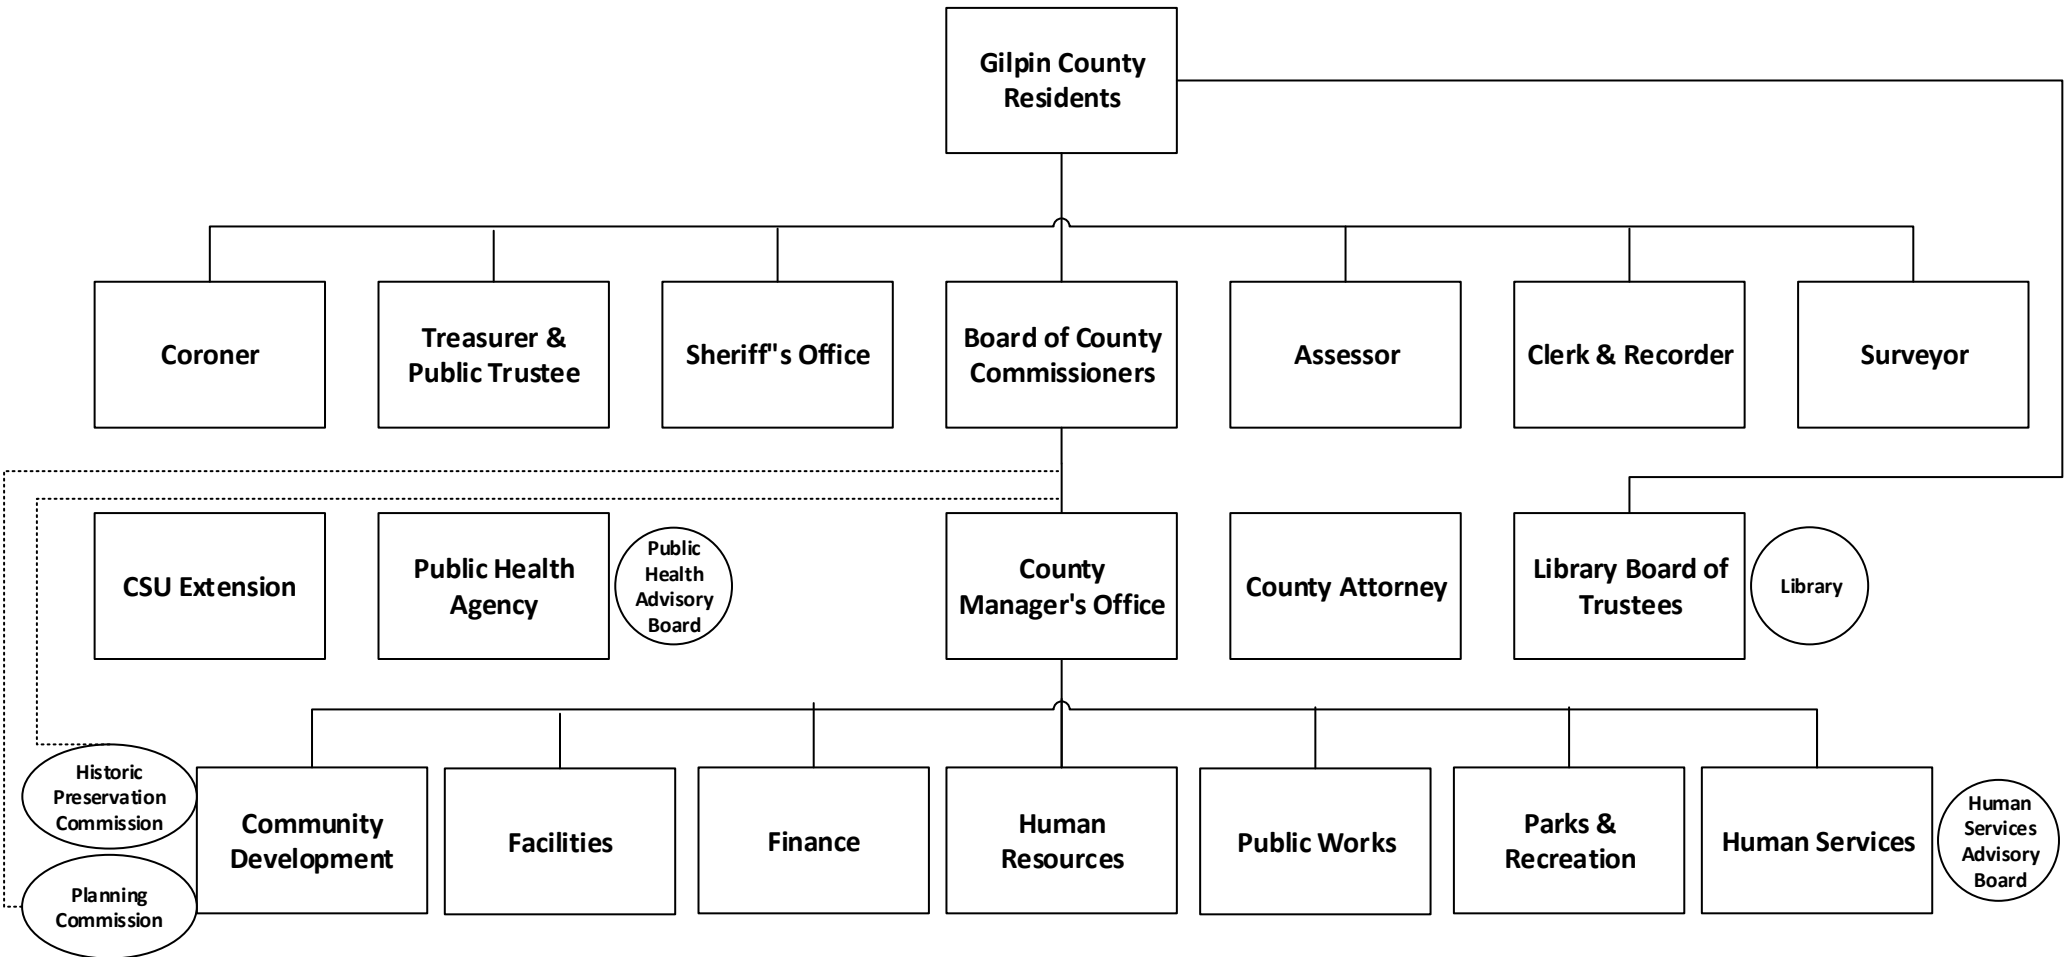 Gilpin County
Residents
Coroner
Treasurer &
Public Trustee
Sheriff"s Office
Board of County
Commissioners
Assessor
Clerk & Recorder
Surveyor
CSU Extension
Public Health
Agency
Public
Health
Advisory
Board
County
Manager's Office
County Attorney
Library Board of
Trustees
Library
Historic
Preservation
Commission
Planning
Commission
Community
Development
Facilities
Finance
Human
Resources
Public Works
Parks &
Recreation
Human Services
Human
Services
Advisory
Board